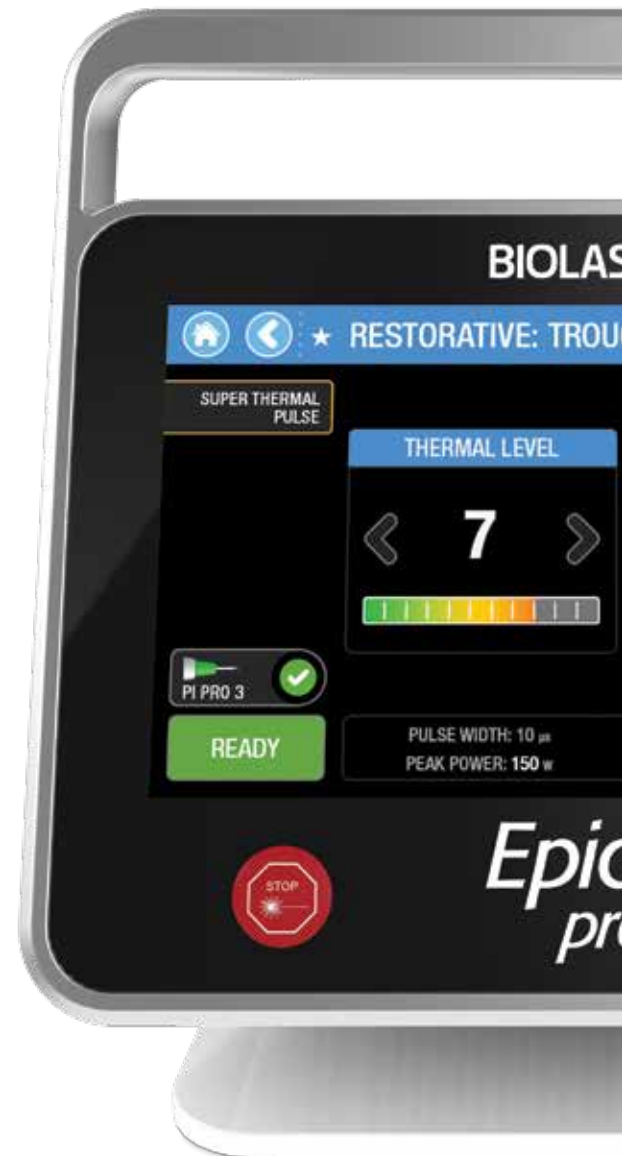 BIOLAS
★ RESTORATIVE: TROU
SUPER THERMAL
PULSE
THERMAL LEVEL
7
PI PRO 3
READY
PULSE WIDTH: 10 µs
PEAK POWER: 150 W
STOP
Epic
pro